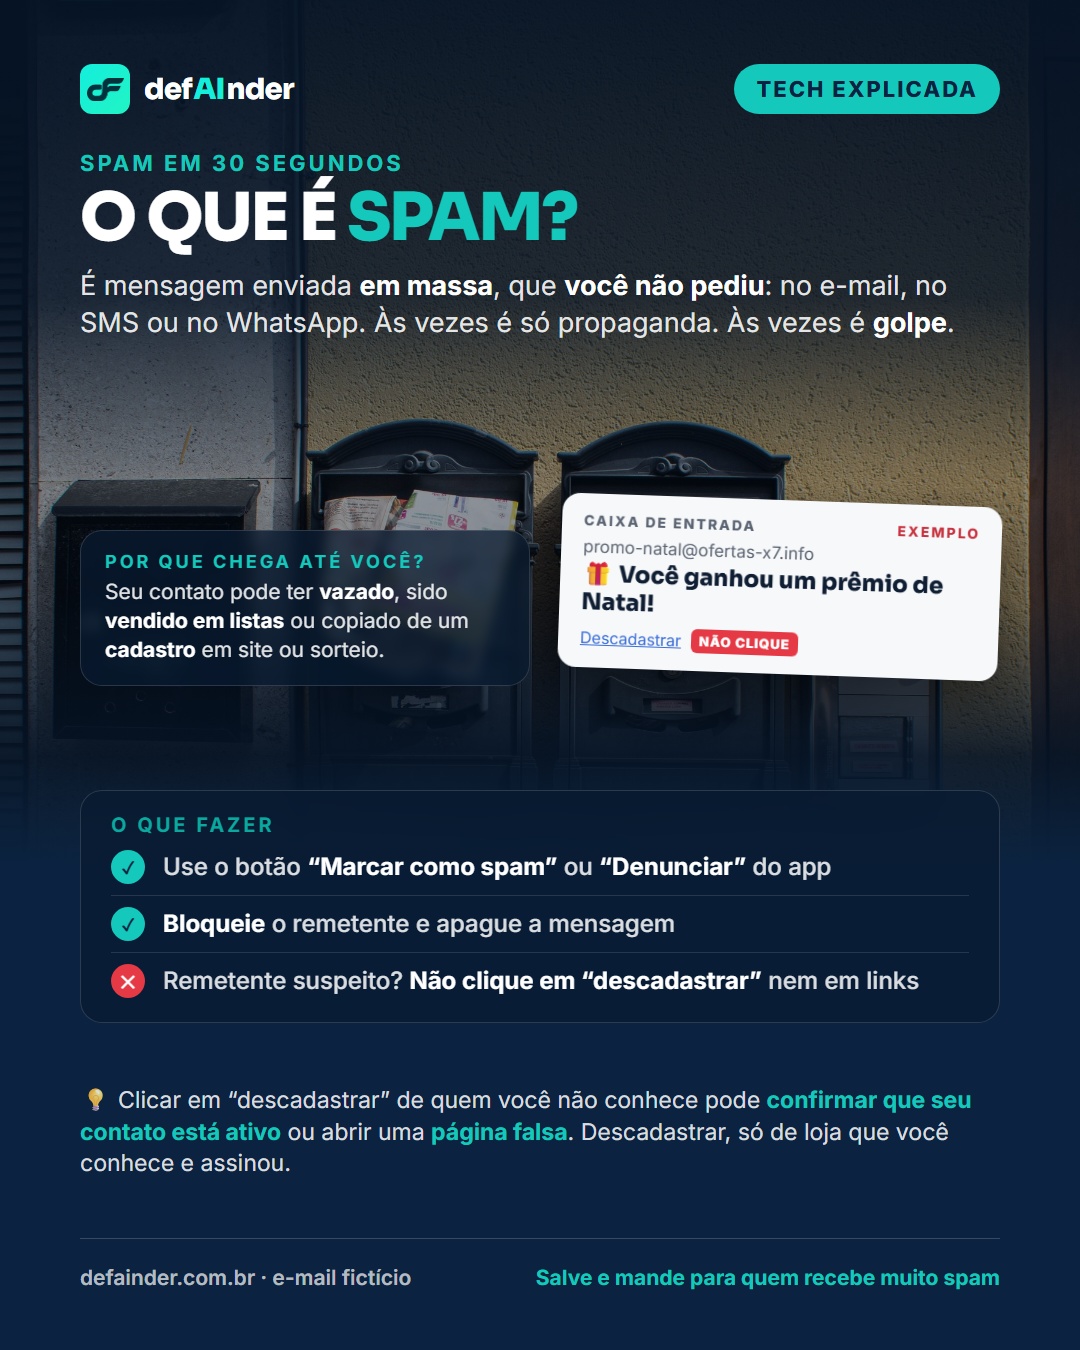 defAInder
TECH EXPLICADA
SPAM EM 30 SEGUNDOS
O QUE É SPAM?
É mensagem enviada em massa, que você não pediu: no e-mail, no
SMS ou no WhatsApp. Às vezes é só propaganda. Às vezes é golpe.
POR QUE CHEGA ATÉ VOCÊ?
Seu contato pode ter vazado, sido
vendido em listas ou copiado de um
cadastro em site ou sorteio.
CAIXA DE ENTRADA
EXEMPLO
promo-natal@ofertas-x7.info
🎁 Você ganhou um prêmio de
Natal!
Descadastrar NÃO CLIQUE
O QUE FAZER
✓ Use o botão “Marcar como spam” ou “Denunciar” do app
✓ Bloqueie o remetente e apague a mensagem
✕ Remetente suspeito? Não clique em “descadastrar” nem em links
💡 Clicar em “descadastrar” de quem você não conhece pode confirmar que seu
contato está ativo ou abrir uma página falsa. Descadastrar, só de loja que você
conhece e assinou.
defainder.com.br · e-mail fictício
Salve e mande para quem recebe muito spam